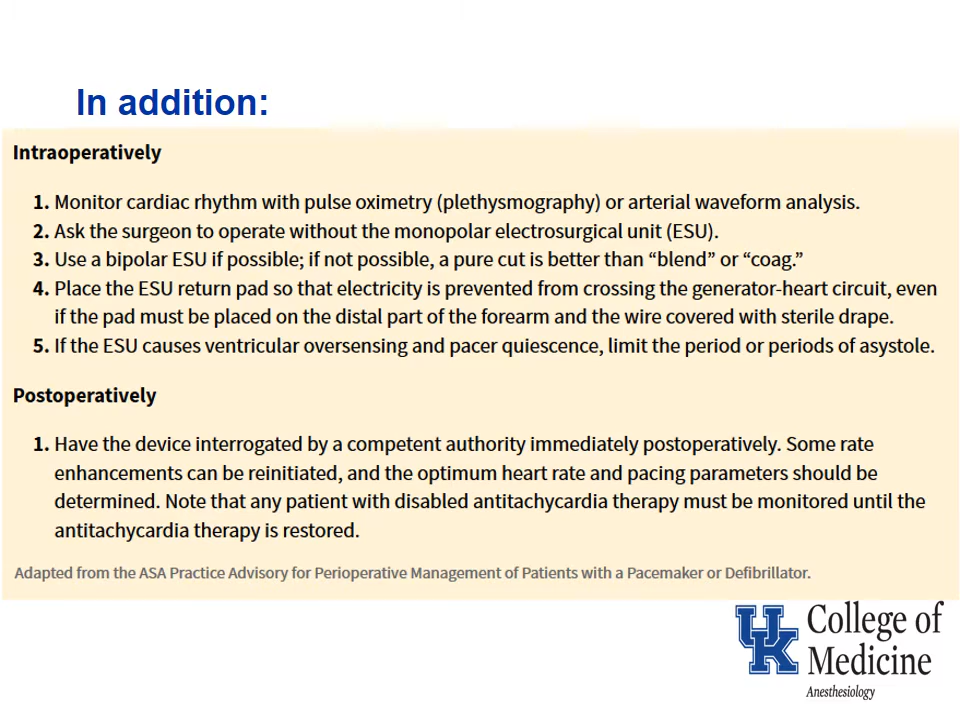 In addition:
Intraoperatively
1. Monitor cardiac rhythm with pulse oximetry (plethysmography) or arterial waveform analysis.
2. Ask the surgeon to operate without the monopolar electrosurgical unit (ESU).
3. Use a bipolar ESU if possible; if not possible, a pure cut is better than “blend” or “coag.”
4. Place the ESU return pad so that electricity is prevented from crossing the generator-heart circuit, even
if the pad must be placed on the distal part of the forearm and the wire covered with sterile drape.
5. If the ESU causes ventricular oversensing and pacer quiescence, limit the period or periods of asystole.
Postoperatively
1. Have the device interrogated by a competent authority immediately postoperatively. Some rate
enhancements can be reinitiated, and the optimum heart rate and pacing parameters should be
determined. Note that any patient with disabled antitachycardia therapy must be monitored until the
antitachycardia therapy is restored.
Adapted from the ASA Practice Advisory for Perioperative Management of Patients with a Pacemaker or Defibrillator.
UK
College of
Medicine
Anesthesiology